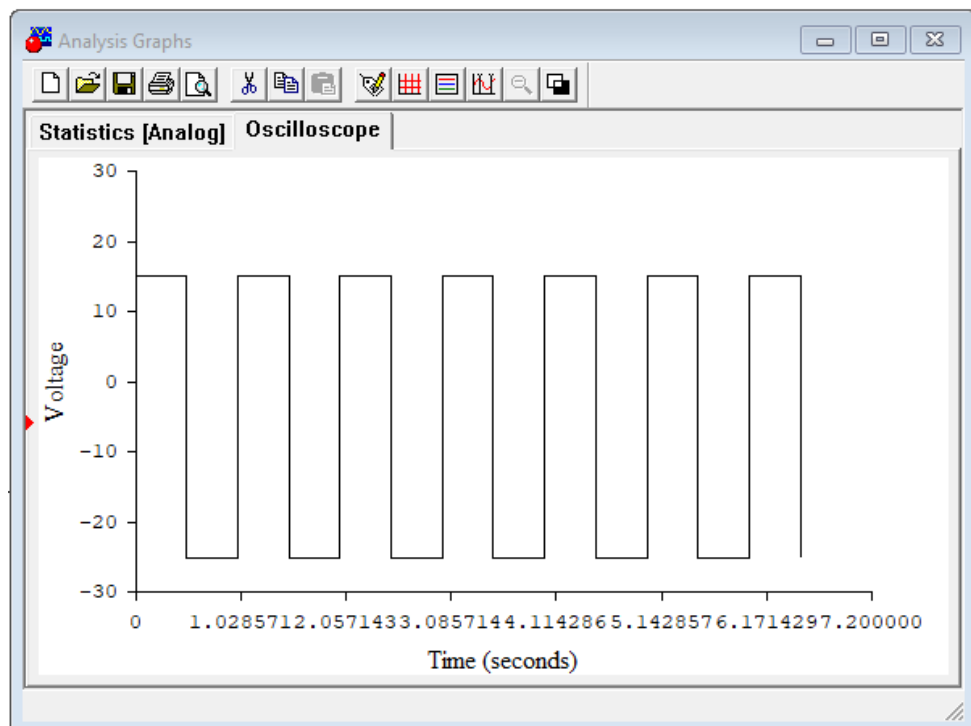 Analysis Graphs
Statistics [Analog] Oscilloscope
30
20
10
0
-10
-20
-30
Voltage
0 1.0285712.0571433.0857144.1142865.1428576.1714297.200000
Time (seconds)